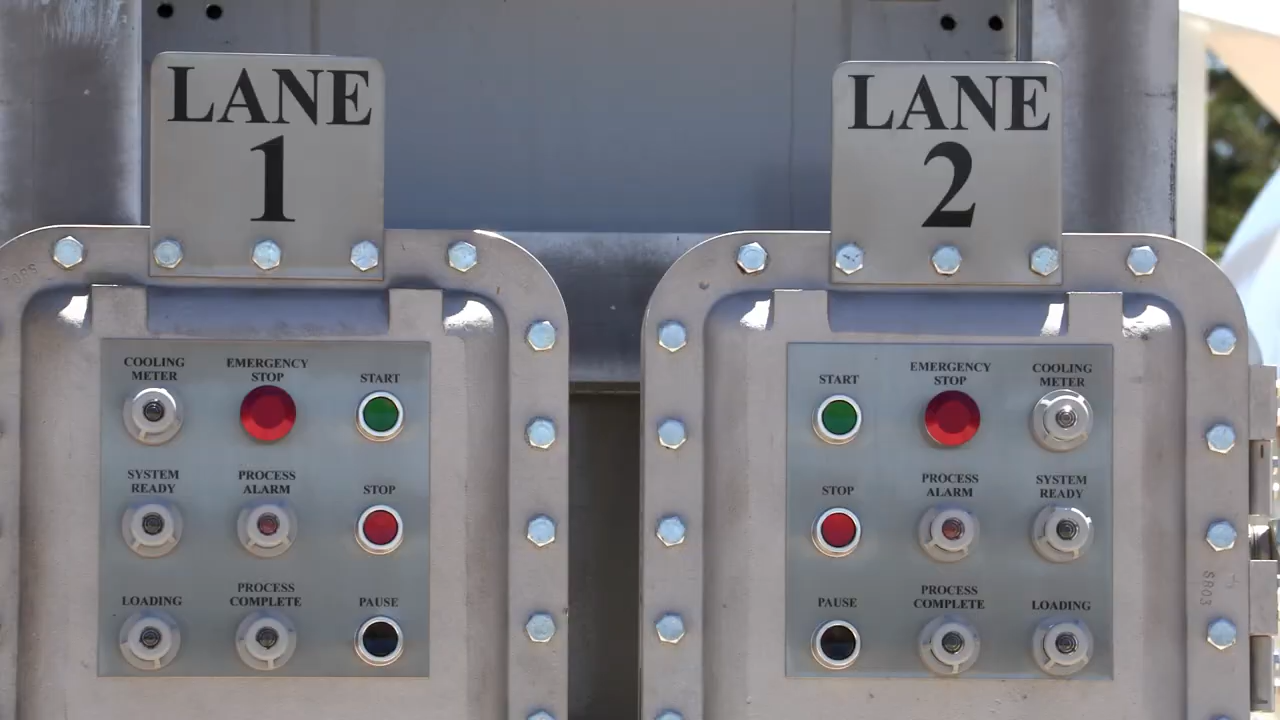 LANE
1
LANE
2
COOLING
METER
EMERGENCY
STOP
START
SYSTEM
READY
PROCESS
ALARM
STOP
LOADING
PROCESS
COMPLETE
PAUSE
START
EMERGENCY
STOP
COOLING
METER
STOP
PROCESS
ALARM
SYSTEM
READY
PAUSE
PROCESS
COMPLETE
LOADING